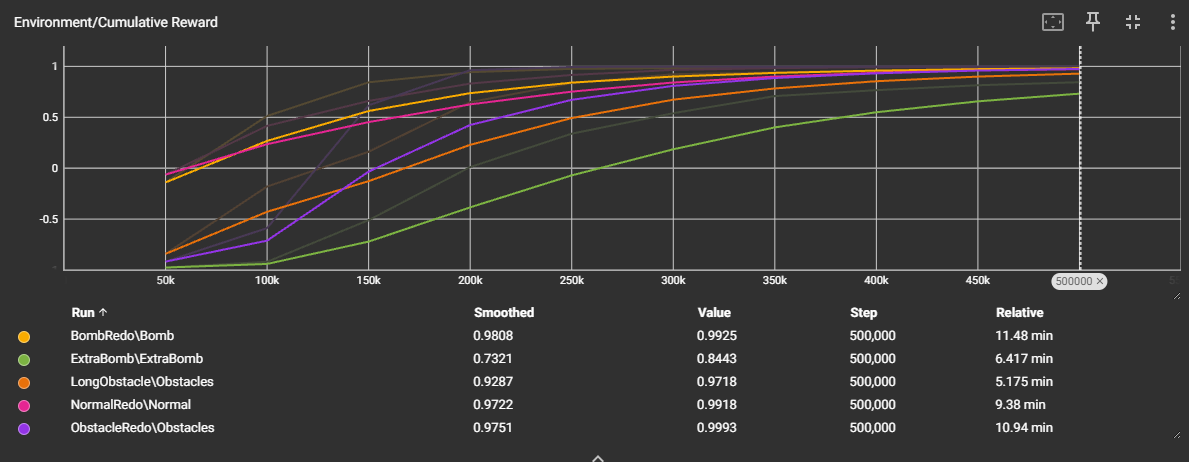 Environment/Cumulative Reward
1
0.5
0
-0.5
50k 100k 150k 200k 250k 300k 350k 400k 450k
500000 ×
Run ↑ Smoothed Value Step Relative
BombRedo\Bomb 0.9808 0.9925 500,000 11.48 min
ExtraBomb\ExtraBomb 0.7321 0.8443 500,000 6.417 min
LongObstacle\Obstacles 0.9287 0.9718 500,000 5.175 min
NormalRedo\Normal 0.9722 0.9918 500,000 9.38 min
ObstacleRedo\Obstacles 0.9751 0.9993 500,000 10.94 min